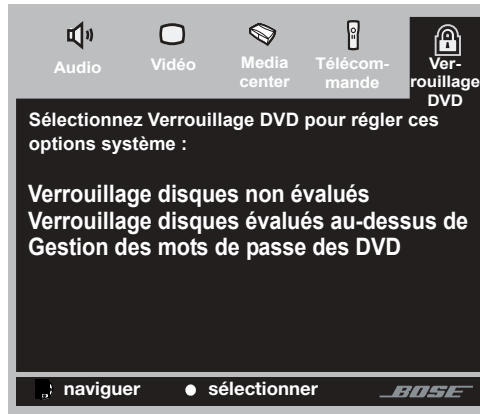 Audio
Vidéo
Media
center
Télécom-
mande
Ver-
rouillage
DVD
Sélectionnez Verrouillage DVD pour régler ces
options système :
Verrouillage disques non évalués
Verrouillage disques évalués au-dessus de
Gestion des mots de passe des DVD
naviguer sélectionner BOSE